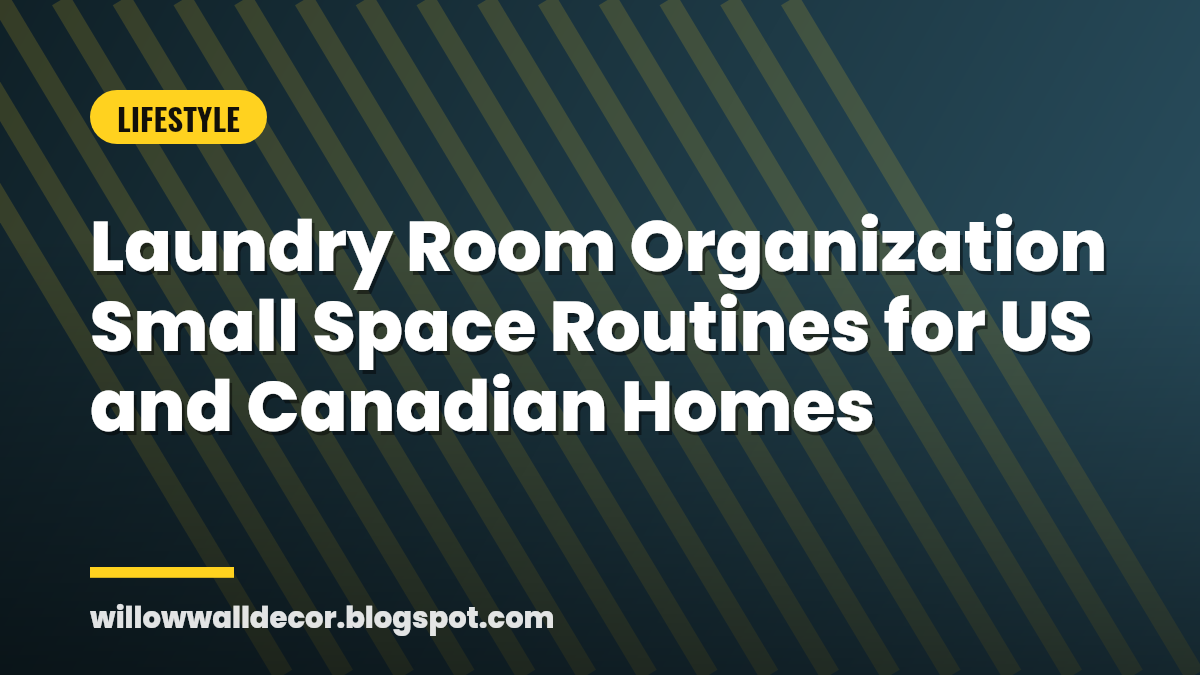 LIFESTYLE
Laundry Room Organization
Small Space Routines for US
and Canadian Homes
willowwalldecor.blogspot.com